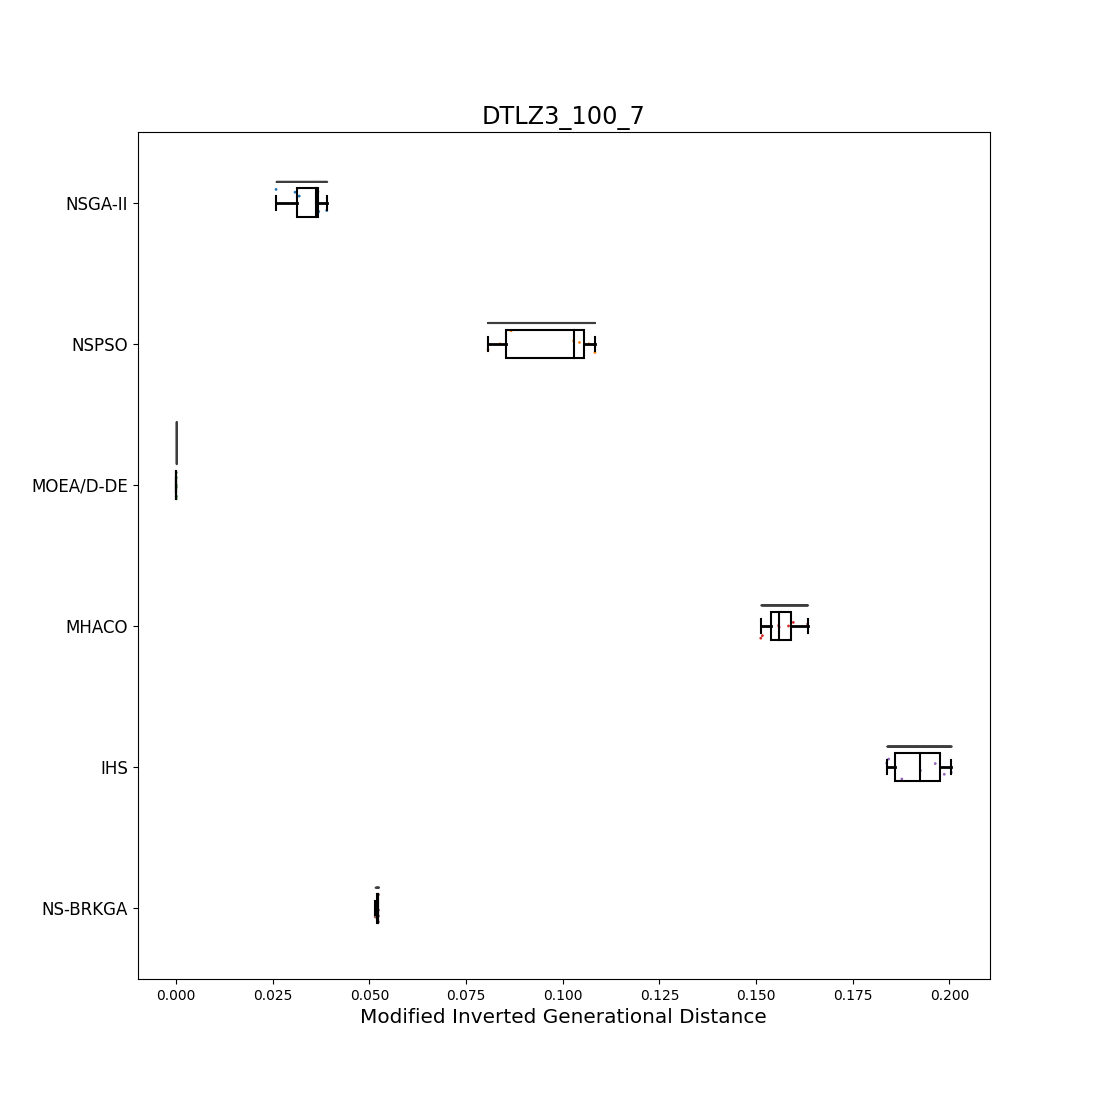 DTLZ3_100_7
NSGA-II
NSPSO
MOEA/D-DE
MHACO
IHS
NS-BRKGA
0.000 0.025 0.050 0.075 0.100 0.125 0.150 0.175 0.200
Modified Inverted Generational Distance